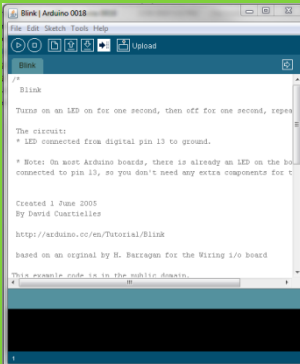 Blink | Arduino 0018
File Edit Sketch Tools Help
Upload
Blink
/*
Blink
Turns on an LED on for one second, then off for one second, repea
The circuit:
* LED connected from digital pin 13 to ground.
* Note: On most Arduino boards, there is already an LED on the bo
connected to pin 13, so you don't need any extra components for t
Created 1 June 2005
By David Cuartielles
http://arduino.cc/en/Tutorial/Blink
based on an orginal by H. Barragan for the Wiring i/o board
This example code is in the public domain.
1